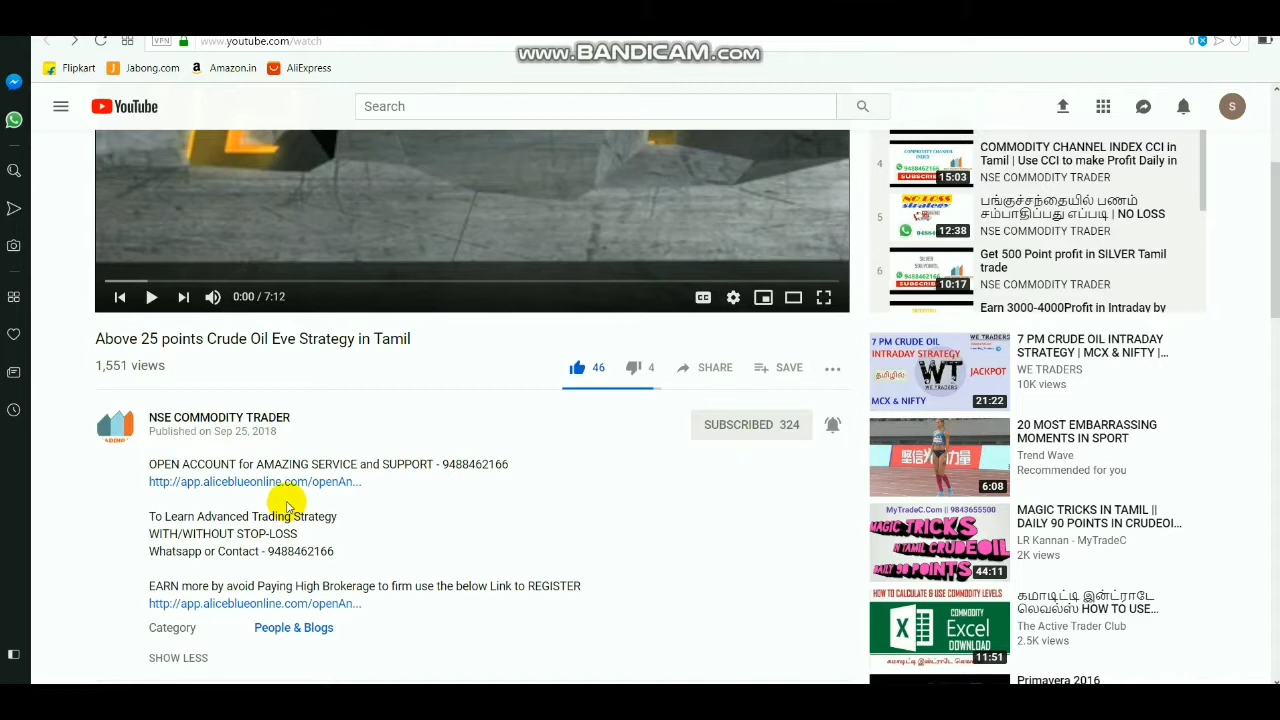 www.BANDICAM.com
VPN
www.youtube.com/watch
0
Flipkart
Jabong.com
Amazon.in
AliExpress
YouTube
Search
S
0:00 / 7:12
Above 25 points Crude Oil Eve Strategy in Tamil
1,551 views
46
4
SHARE
SAVE
NSE COMMODITY TRADER
Published on Sep 25, 2018
SUBSCRIBED 324
OPEN ACCOUNT for AMAZING SERVICE and SUPPORT - 9488462166
http://app.aliceblueonline.com/openAn...
To Learn Advanced Trading Strategy
WITH/WITHOUT STOP-LOSS
Whatsapp or Contact - 9488462166
EARN more by avoid Paying High Brokerage to firm use the below Link to REGISTER
http://app.aliceblueonline.com/openAn...
Category
People & Blogs
SHOW LESS
4
COMMODITY CHANNEL INDEX
15:03
COMMODITY CHANNEL INDEX CCI in
Tamil | Use CCI to make Profit Daily in
NSE COMMODITY TRADER
5
NO LOSS
strategy
12:38
பங்குச்சந்தையில் பணம்
சம்பாதிப்பது எப்படி | NO LOSS
NSE COMMODITY TRADER
6
SILVER
500 POINTS
10:17
Get 500 Point profit in SILVER Tamil
trade
NSE COMMODITY TRADER
Earn 3000-4000Profit in Intraday by
7 PM CRUDE OIL
INTRADAY STRATEGY
WE TRADERS
தமிழில்
WT
WE TRADERS
JACKPOT
MCX & NIFTY
21:22
7 PM CRUDE OIL INTRADAY
STRATEGY | MCX & NIFTY |...
WE TRADERS
10K views
6:08
20 MOST EMBARRASSING
MOMENTS IN SPORT
Trend Wave
Recommended for you
MyTradeC.Com || 9843655500
MAGIC TRICKS
IN TAMIL CRUDEOIL
DAILY 90 POINTS
44:11
MAGIC TRICKS IN TAMIL ||
DAILY 90 POINTS IN CRUDEOI...
LR Kannan - MyTradeC
2K views
HOW TO CALCULATE & USE COMMODITY LEVELS
COMMODITY
Excel
DOWNLOAD
11:51
கமாடிட்டி இன்ட்ராடே
லெவல்ஸ் HOW TO USE...
The Active Trader Club
2.5K views
Primavera 2016